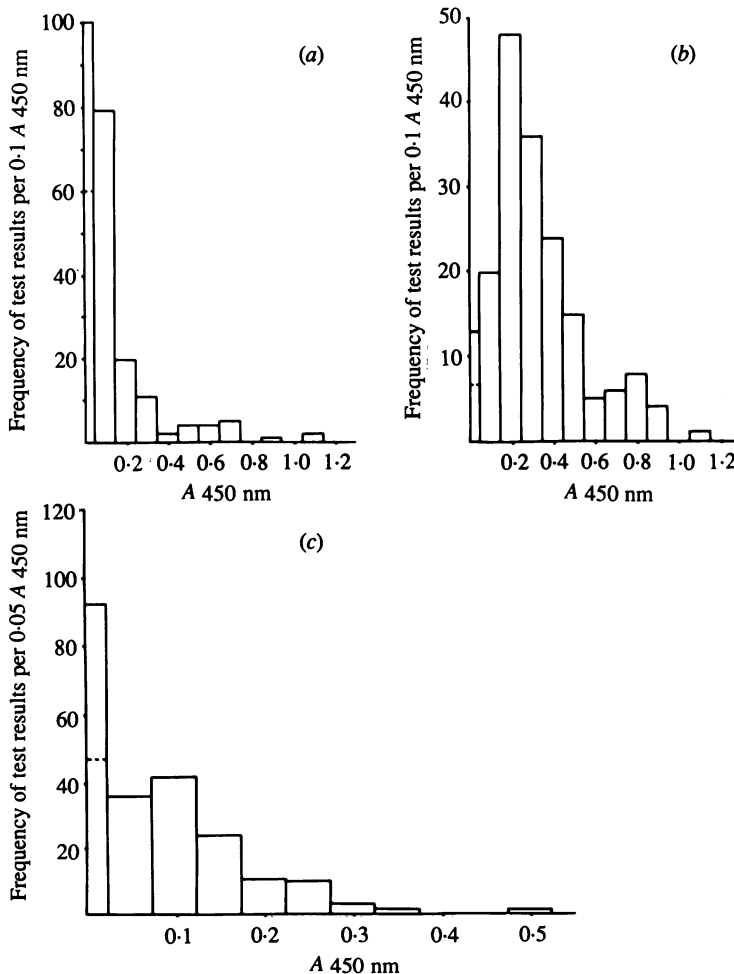 (a)
Frequency of test results per 0·1 A 450 nm
100
80
60
40
20
0·2 0·4 0·6 0·8 1·0 1·2
A 450 nm
(b)
Frequency of test results per 0·1 A 450 nm
50
40
30
20
10
0·2 0·4 0·6 0·8 1·0 1·2
A 450 nm
(c)
Frequency of test results per 0·05 A 450 nm
120
100
80
60
40
20
0·1 0·2 0·3 0·4 0·5
A 450 nm